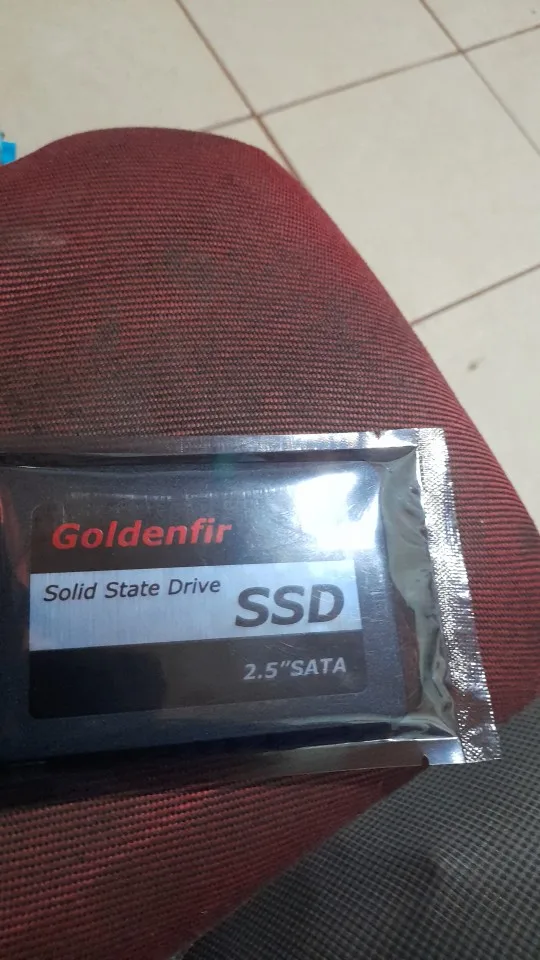 Goldenfir
Solid State Drive
SSD
2.5"SATA